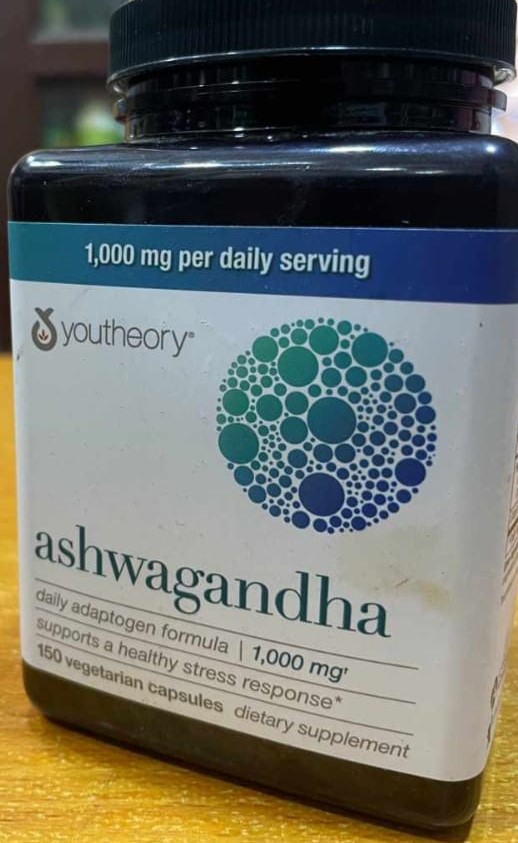 1,000 mg per daily serving
youtheory®
ashwagandha
daily adaptogen formula | 1,000 mg†
supports a healthy stress response*
150 vegetarian capsules dietary supplement